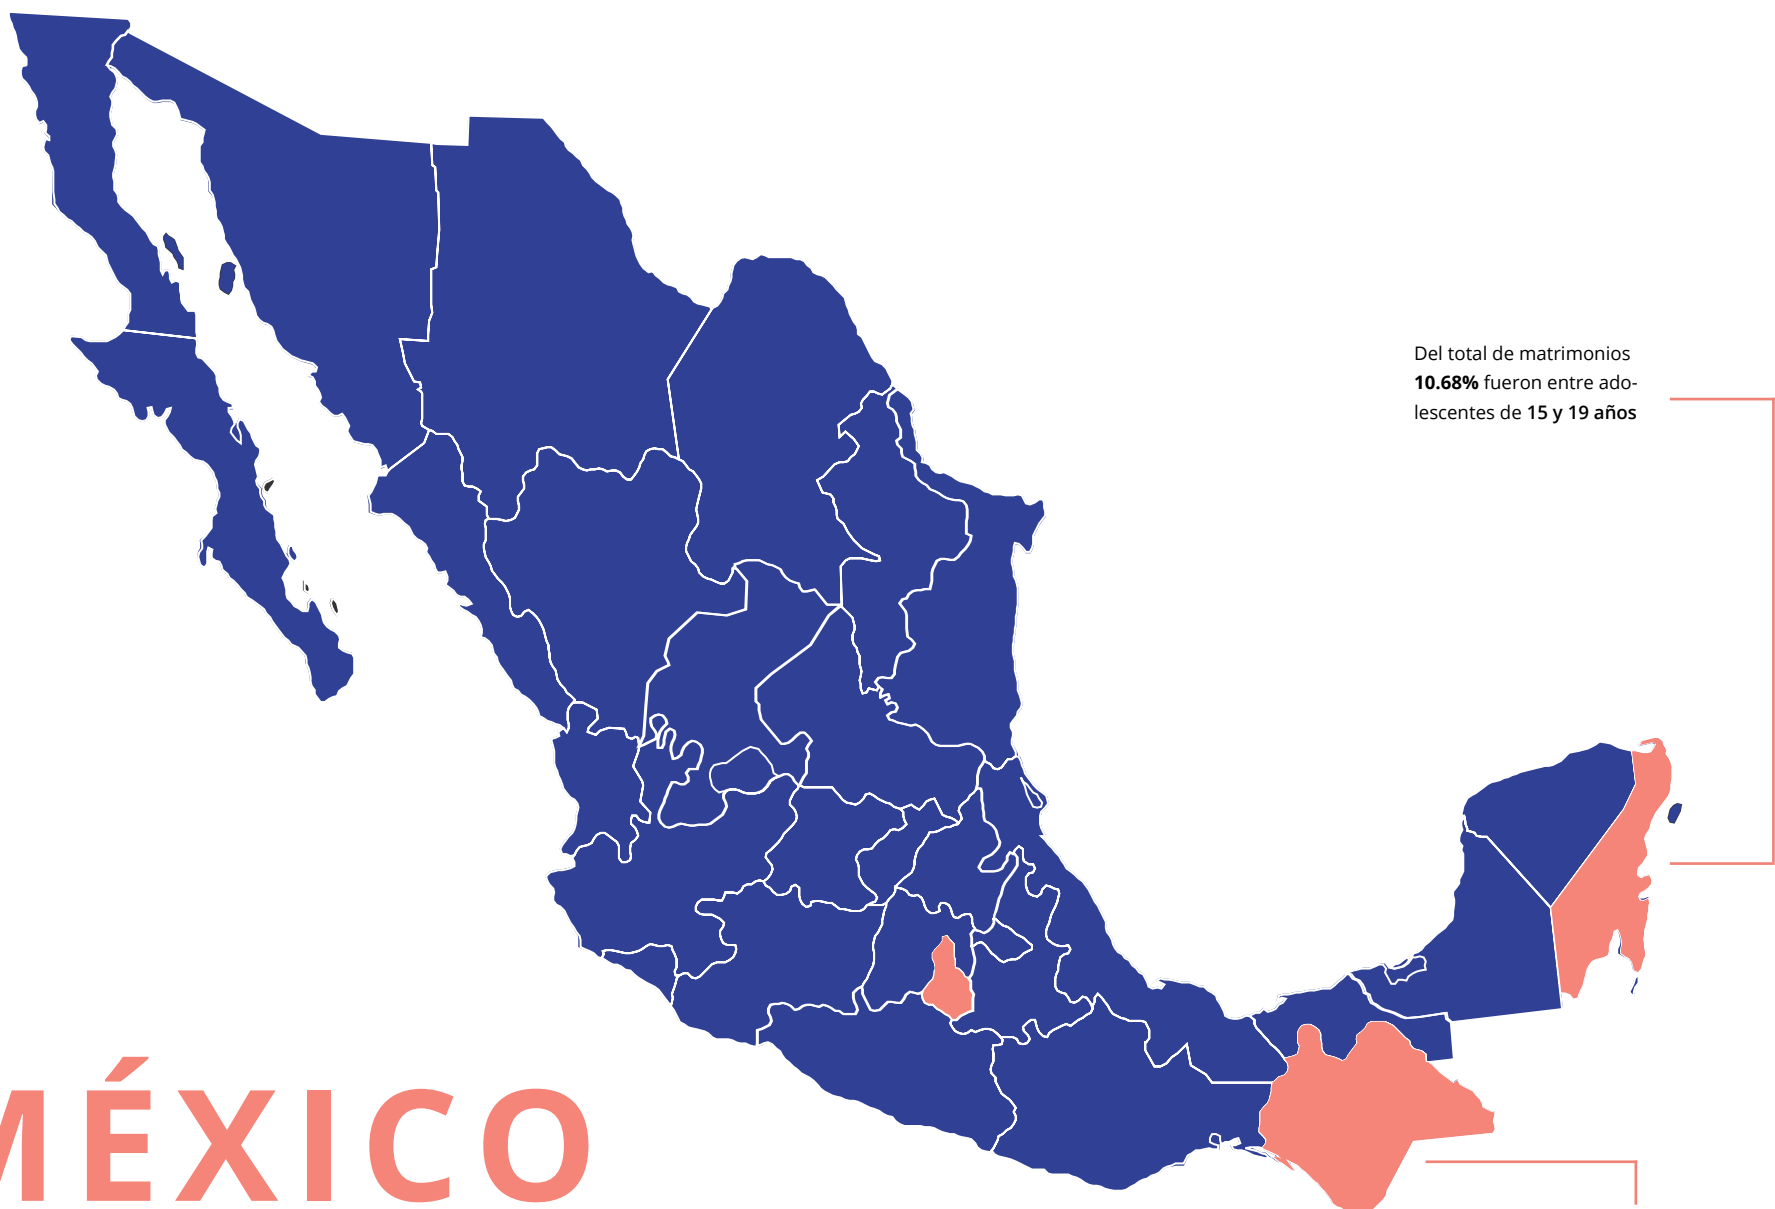 Del total de matrimonios
10.68% fueron entre ado-
lescentes de 15 y 19 años
MÉXICO